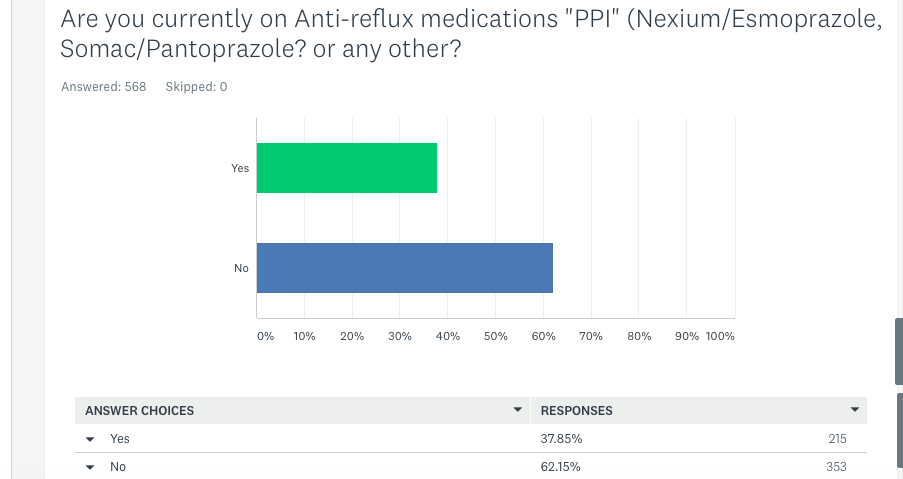 Are you currently on Anti-reflux medications "PPI" (Nexium/Esmoprazole,
Somac/Pantoprazole? or any other?
Answered: 568 Skipped: 0
Yes
No
0% 10% 20% 30% 40% 50% 60% 70% 80% 90% 100%
ANSWER CHOICES RESPONSES
Yes 37.85% 215
No 62.15% 353